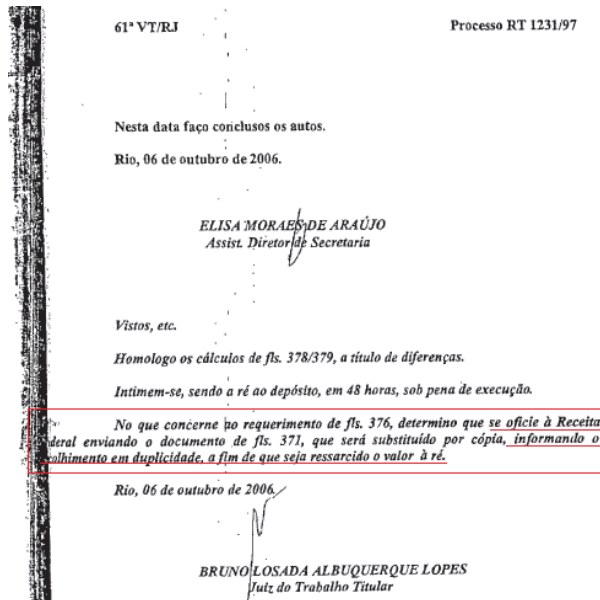 61ª VT/RJ Processo RT 1231/97
Nesta data faço conclusos os autos.
Rio, 06 de outubro de 2006.
ELISA MORAES DE ARAÚJO
Assist. Diretor de Secretaria
Vistos, etc.
Homologo os cálculos de fls. 378/379, a título de diferenças.
Intimem-se, sendo a ré ao depósito, em 48 horas, sob pena de execução.
No que concerne ao requerimento de fls. 376, determino que se oficie à Receita
deral enviando o documento de fls. 371, que será substituído por cópia, informando o
olhimento em duplicidade, a fim de que seja ressarcido o valor à ré.
Rio, 06 de outubro de 2006.
BRUNO LOSADA ALBUQUERQUE LOPES
Juiz do Trabalho Titular